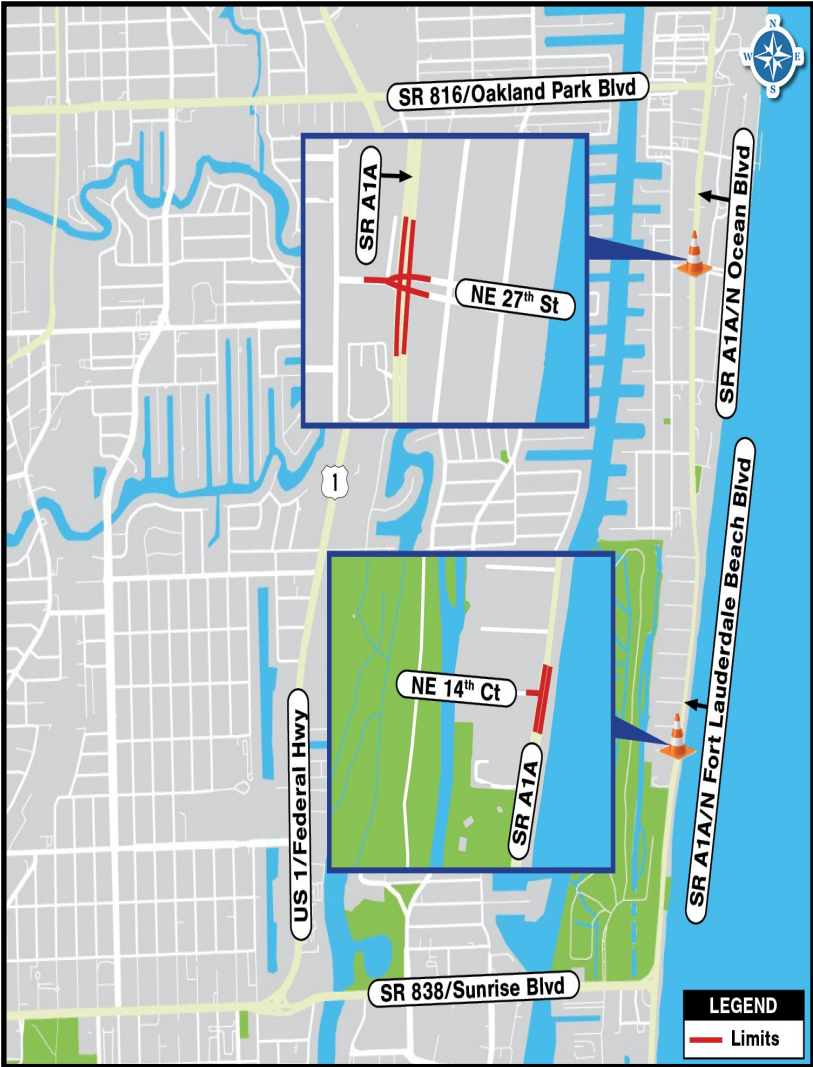 N
W E
S
SR 816/Oakland Park Blvd
SR A1A
SR A1A/N Ocean Blvd
NE 27th St
1
SR A1A/N Fort Lauderdale Beach Blvd
NE 14th Ct
US 1/Federal Hwy
SR A1A
SR 838/Sunrise Blvd
LEGEND
Limits